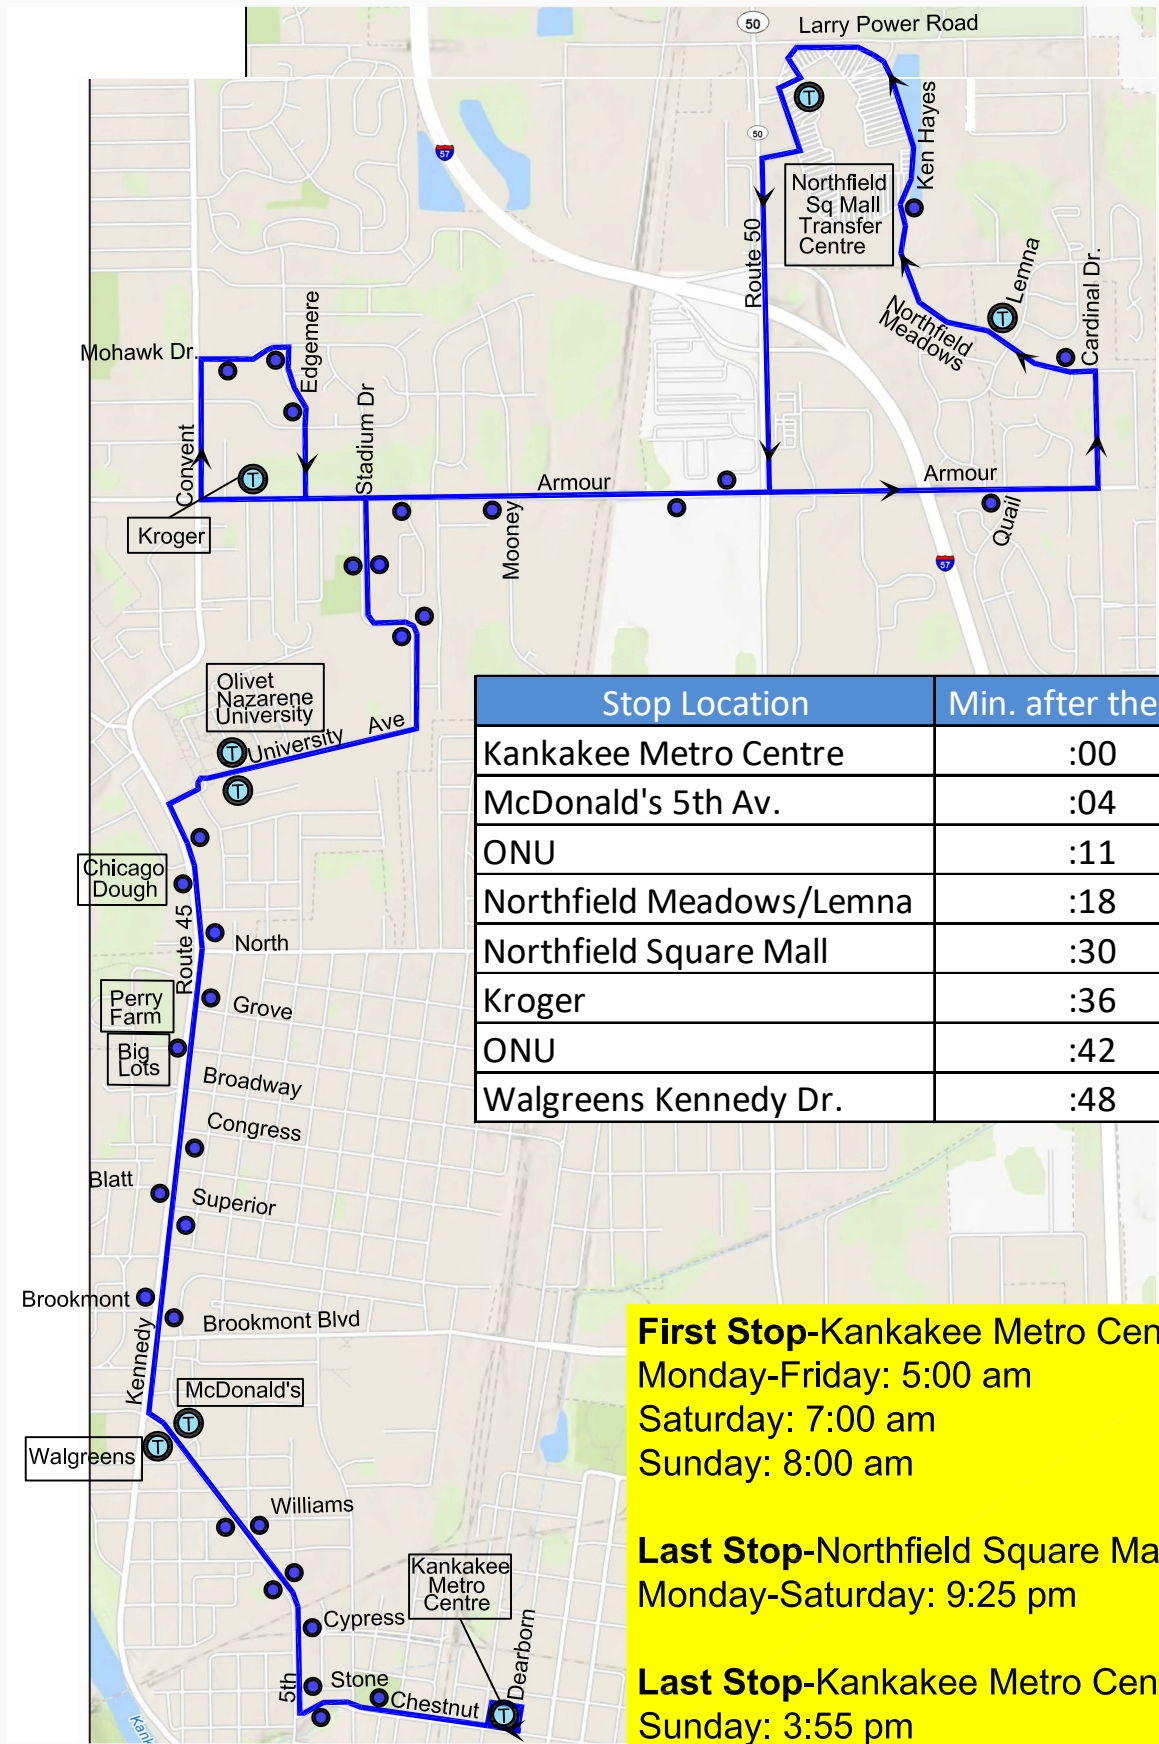 50
Larry Power Road
57
50
Ken Hayes
Northfield
Sq Mall
Transfer
Centre
Route 50
Lemna
Cardinal Dr.
Northfield
Meadows
Mohawk Dr.
Edgemere
Stadium Dr
Convent
Armour
Armour
Kroger
Mooney
Quail
57
Olivet
Nazarene
University
University Ave
Chicago
Dough
Route 45
North
Perry
Farm
Grove
Big
Lots
Broadway
Congress
Blatt
Superior
Brookmont
Brookmont Blvd
Kennedy
McDonald's
Walgreens
Williams
Kankakee
Metro
Centre
Cypress
Dearborn
5th
Stone
Chestnut
Kank
T
T
T
T
T
T
T
T
Stop Location Min. after the
Kankakee Metro Centre :00
McDonald's 5th Av. :04
ONU :11
Northfield Meadows/Lemna :18
Northfield Square Mall :30
Kroger :36
ONU :42
Walgreens Kennedy Dr. :48
First Stop-Kankakee Metro Cen
Monday-Friday: 5:00 am
Saturday: 7:00 am
Sunday: 8:00 am
Last Stop-Northfield Square Ma
Monday-Saturday: 9:25 pm
Last Stop-Kankakee Metro Cen
Sunday: 3:55 pm